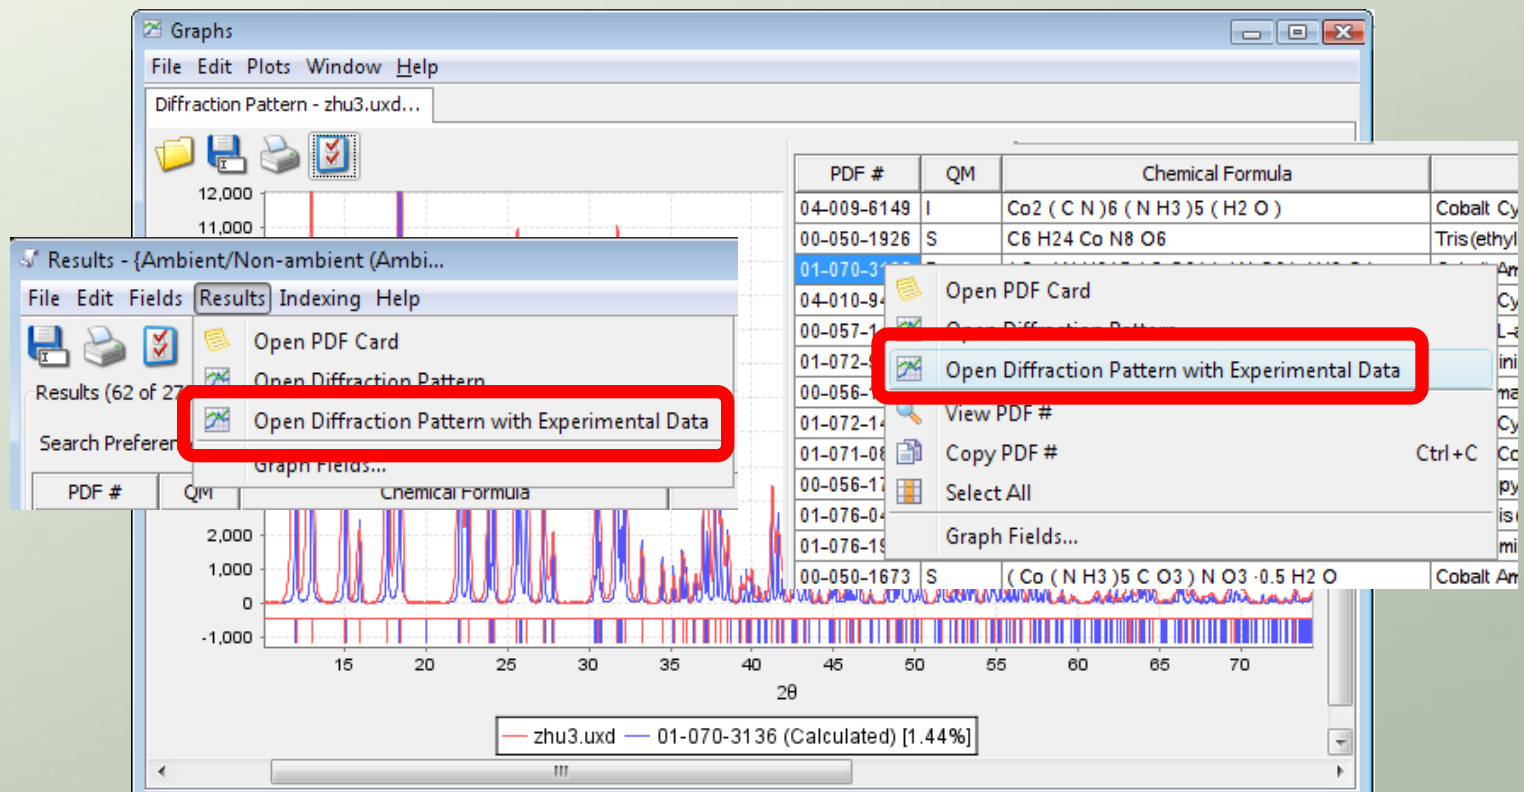 Graphs
File Edit Plots Window Help
Diffraction Pattern - zhu3.uxd...
12,000
11,000
PDF # QM Chemical Formula
04-009-6149 I Co2 ( C N )6 ( N H3 )5 ( H2 O ) Cobalt Cy
00-050-1926 S C6 H24 Co N8 O6 Tris(ethyl
01-070-3
04-010-9
00-057-1
01-072-
00-056-
01-072-14
01-071-08
00-056-17
01-076-04
01-076-19
00-050-1673 S ( Co ( N H3 )5 C O3 ) N O3 ·0.5 H2 O Cobalt Am
Open PDF Card
Open Diffraction Pattern
Open Diffraction Pattern with Experimental Data
View PDF #
Copy PDF # Ctrl+C
Select All
Graph Fields...
Results - {Ambient/Non-ambient (Ambi...
File Edit Fields Results Indexing Help
Results (62 of 27
Search Preferen
PDF # QM Chemical Formula
Open PDF Card
Open Diffraction Pattern
Open Diffraction Pattern with Experimental Data
Graph Fields...
2,000
1,000
0
-1,000
15 20 25 30 35 40 45 50 55 60 65 70
2θ
zhu3.uxd 01-070-3136 (Calculated) [1.44%]